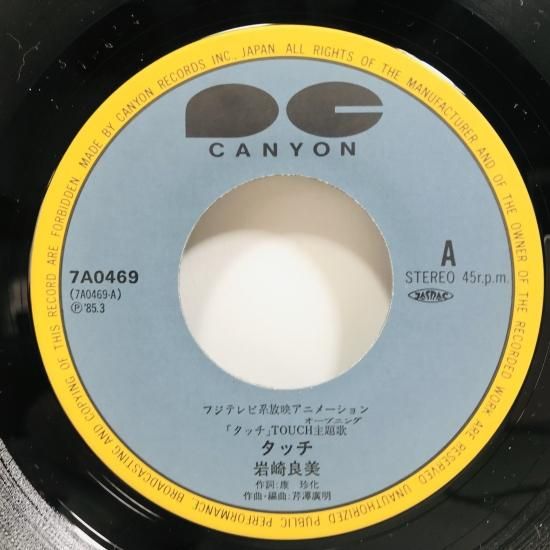 MADE BY CANYON RECORDS INC, JAPAN. ALL RIGHTS OF THE MANUFACTURER AND OF THE OWNER OF THE RECORDED WORK ARE RESERVED. UNAUTHORIZED PUBLIC PERFORMANCE, BROADCASTING, AND COPYING OF THIS RECORD ARE FORBIDDEN
CANYON
7A0469
(7A0469-A)
Ⓟ'85.3
A
STEREO 45r.p.m.
JASRAC
フジテレビ系放映アニメーション
オープニング
「タッチ」TOUCH主題歌
タッチ
岩崎良美
作詞:康 珍化
作曲・編曲:芹澤廣明